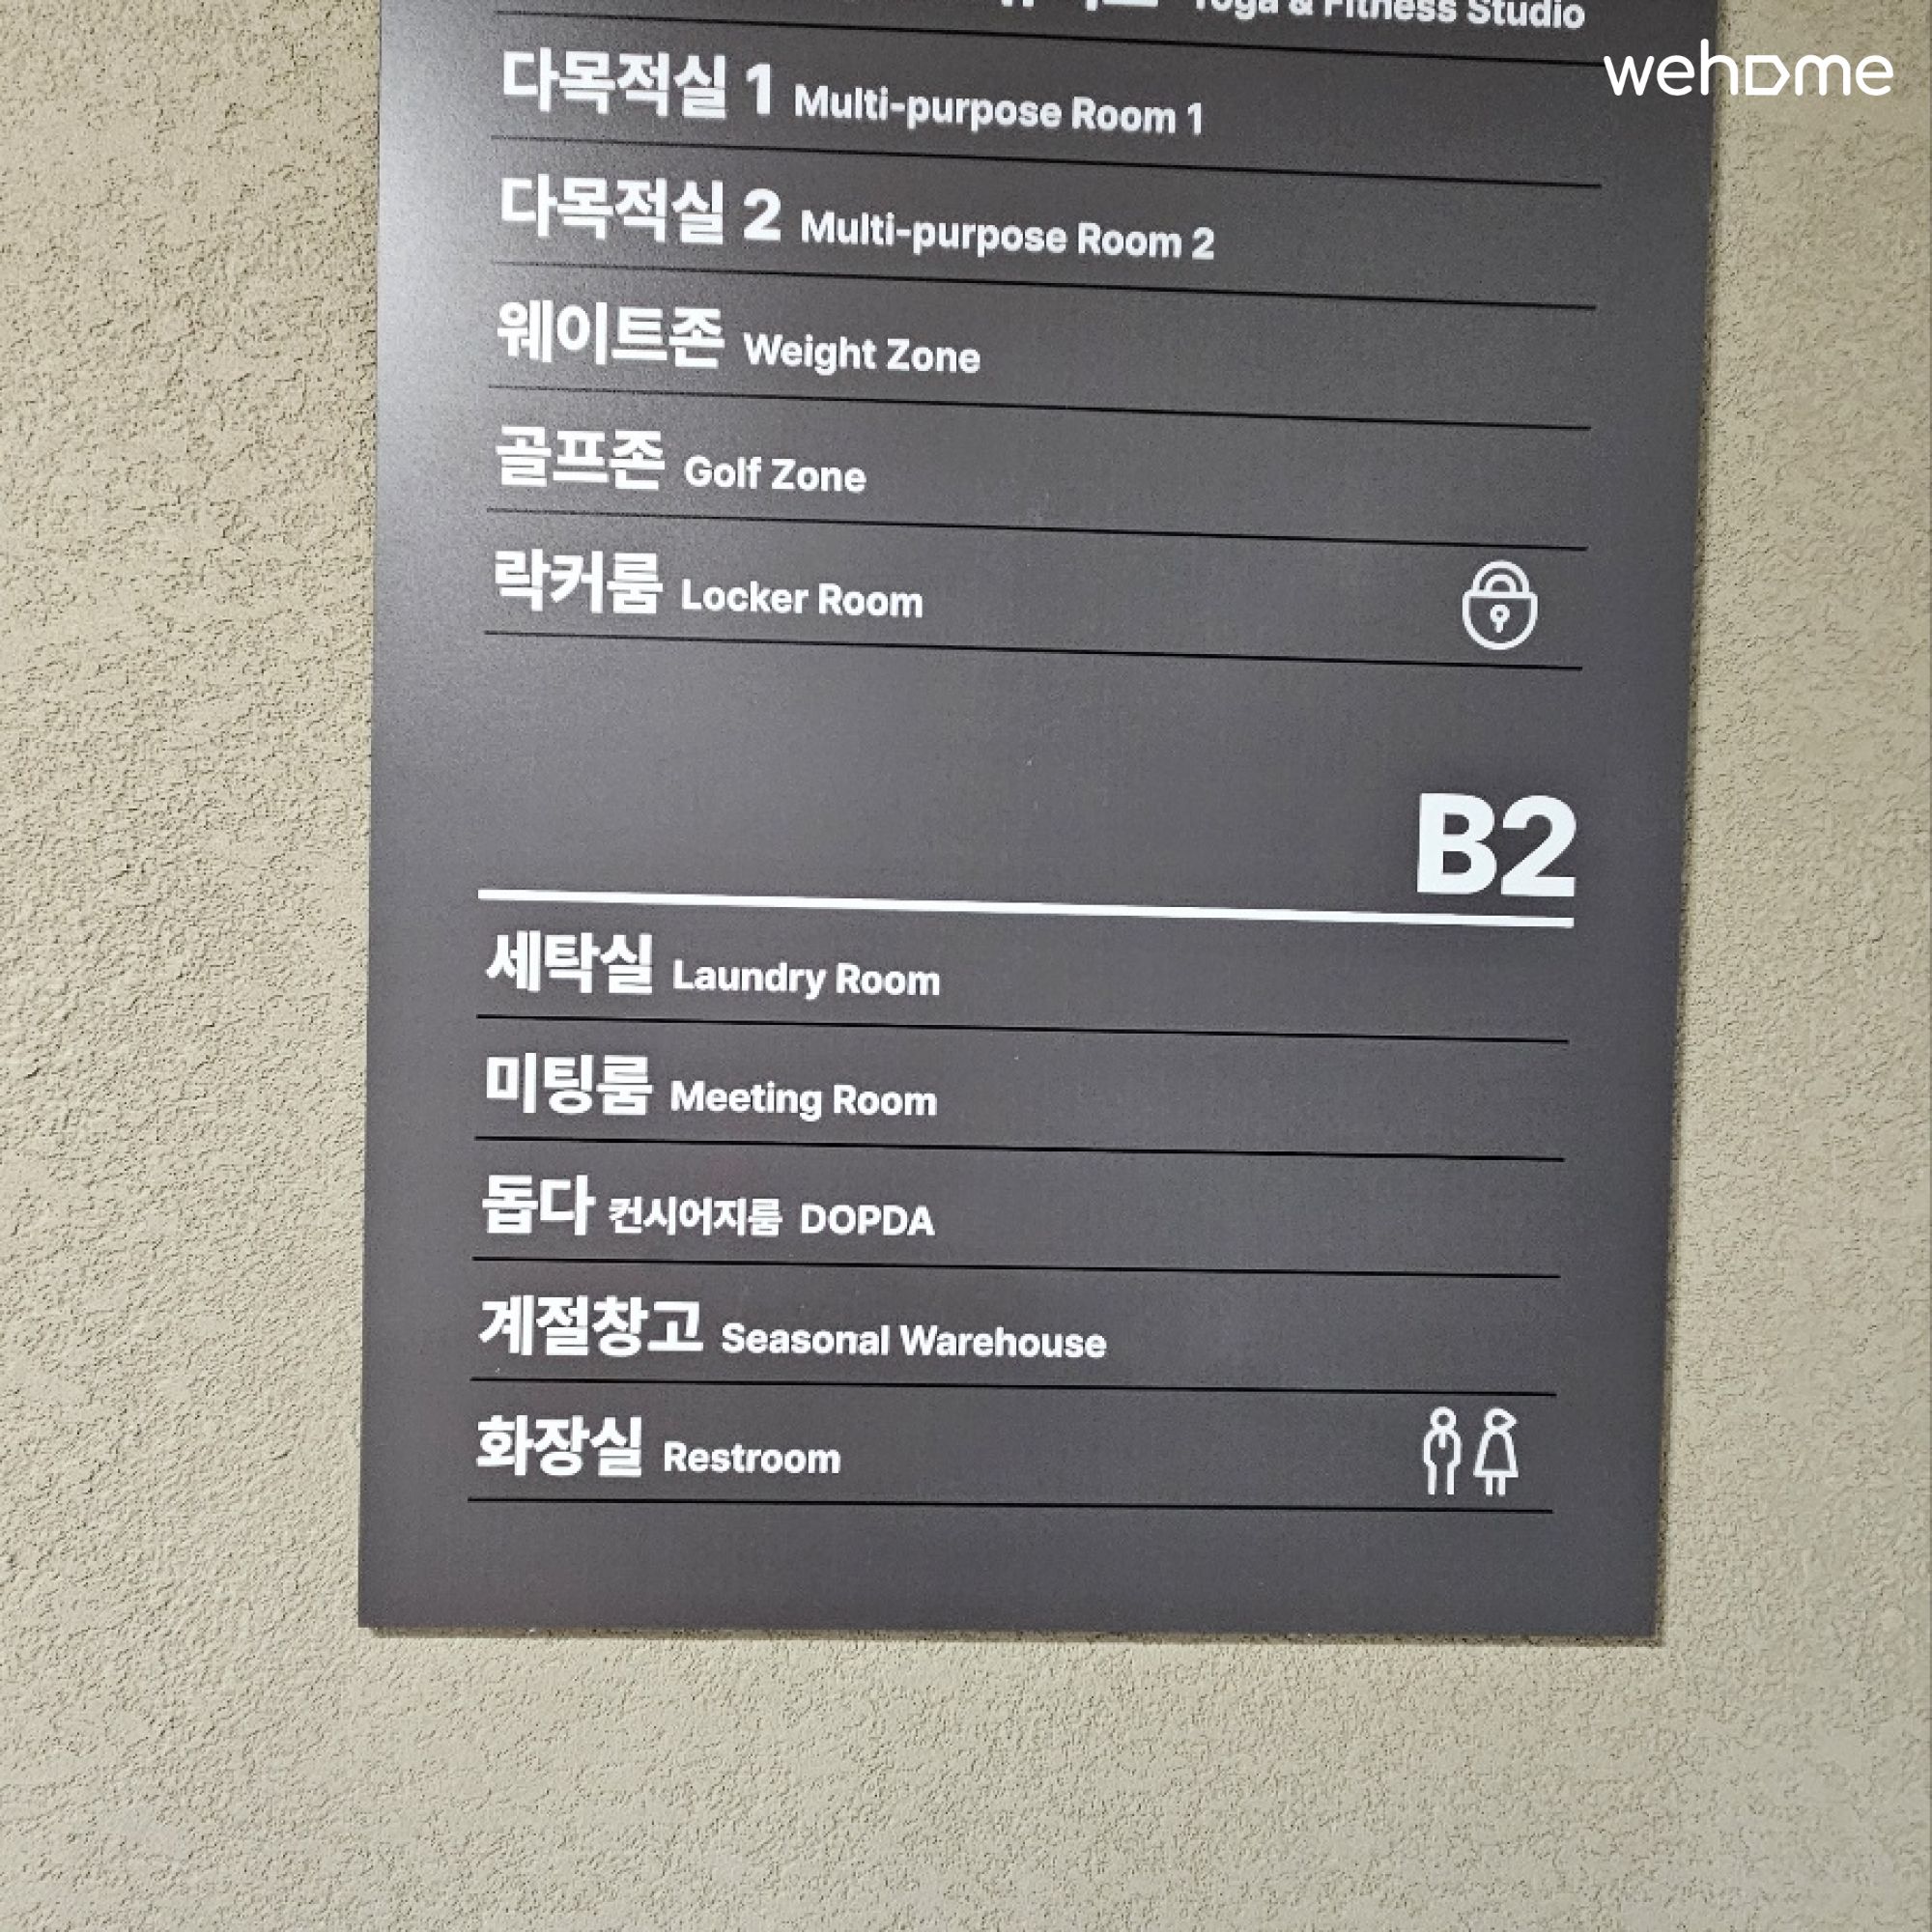 Yoga & Fitness Studio
wehome
다목적실 1 Multi-purpose Room 1
다목적실 2 Multi-purpose Room 2
웨이트존 Weight Zone
골프존 Golf Zone
락커룸 Locker Room
B2
세탁실 Laundry Room
미팅룸 Meeting Room
돕다 컨시어지룸 DOPDA
계절창고 Seasonal Warehouse
화장실 Restroom